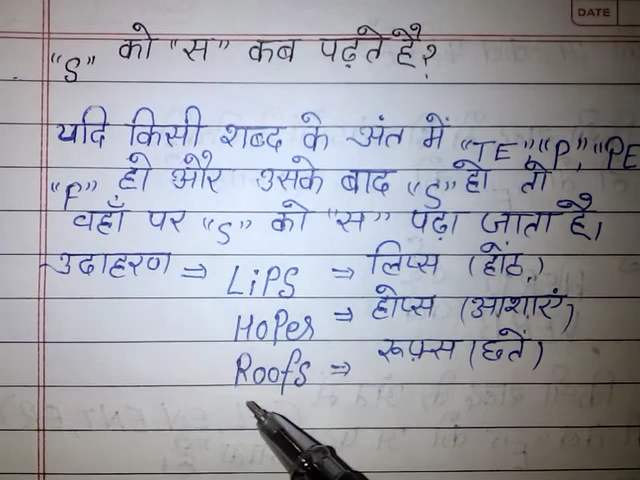 DATE
"S" को "स" कब पढ़ते है?
यदि किसी शब्द के अंत में "TE", "P", "PE
"F" हो और उसके बाद "S" हो तो
वहाँ पर "S" को "स" पढ़ा जाता है।
उदाहरण ⇒ LiPS ⇒ लिप्स (होंठ)
HoPes ⇒ होप्स (आशाएं)
Roofs ⇒ रूफ़्स (छतें)